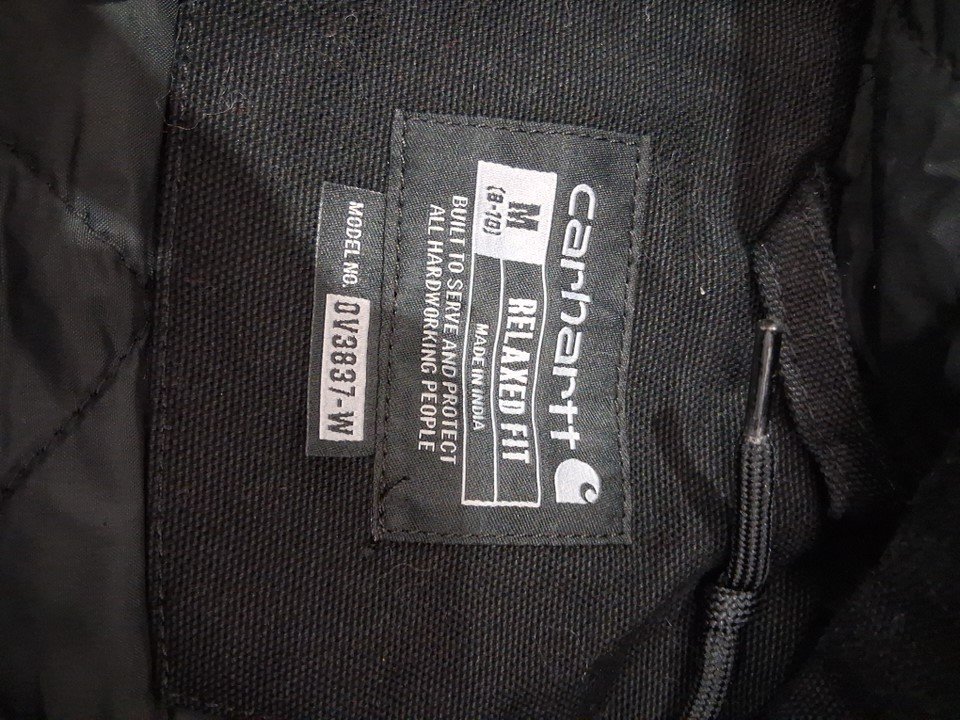 carhartt
M
(8-10)
RELAXED FIT
MADE IN INDIA
BUILT TO SERVE AND PROTECT
ALL HARDWORKING PEOPLE
MODEL NO. OV3837-W